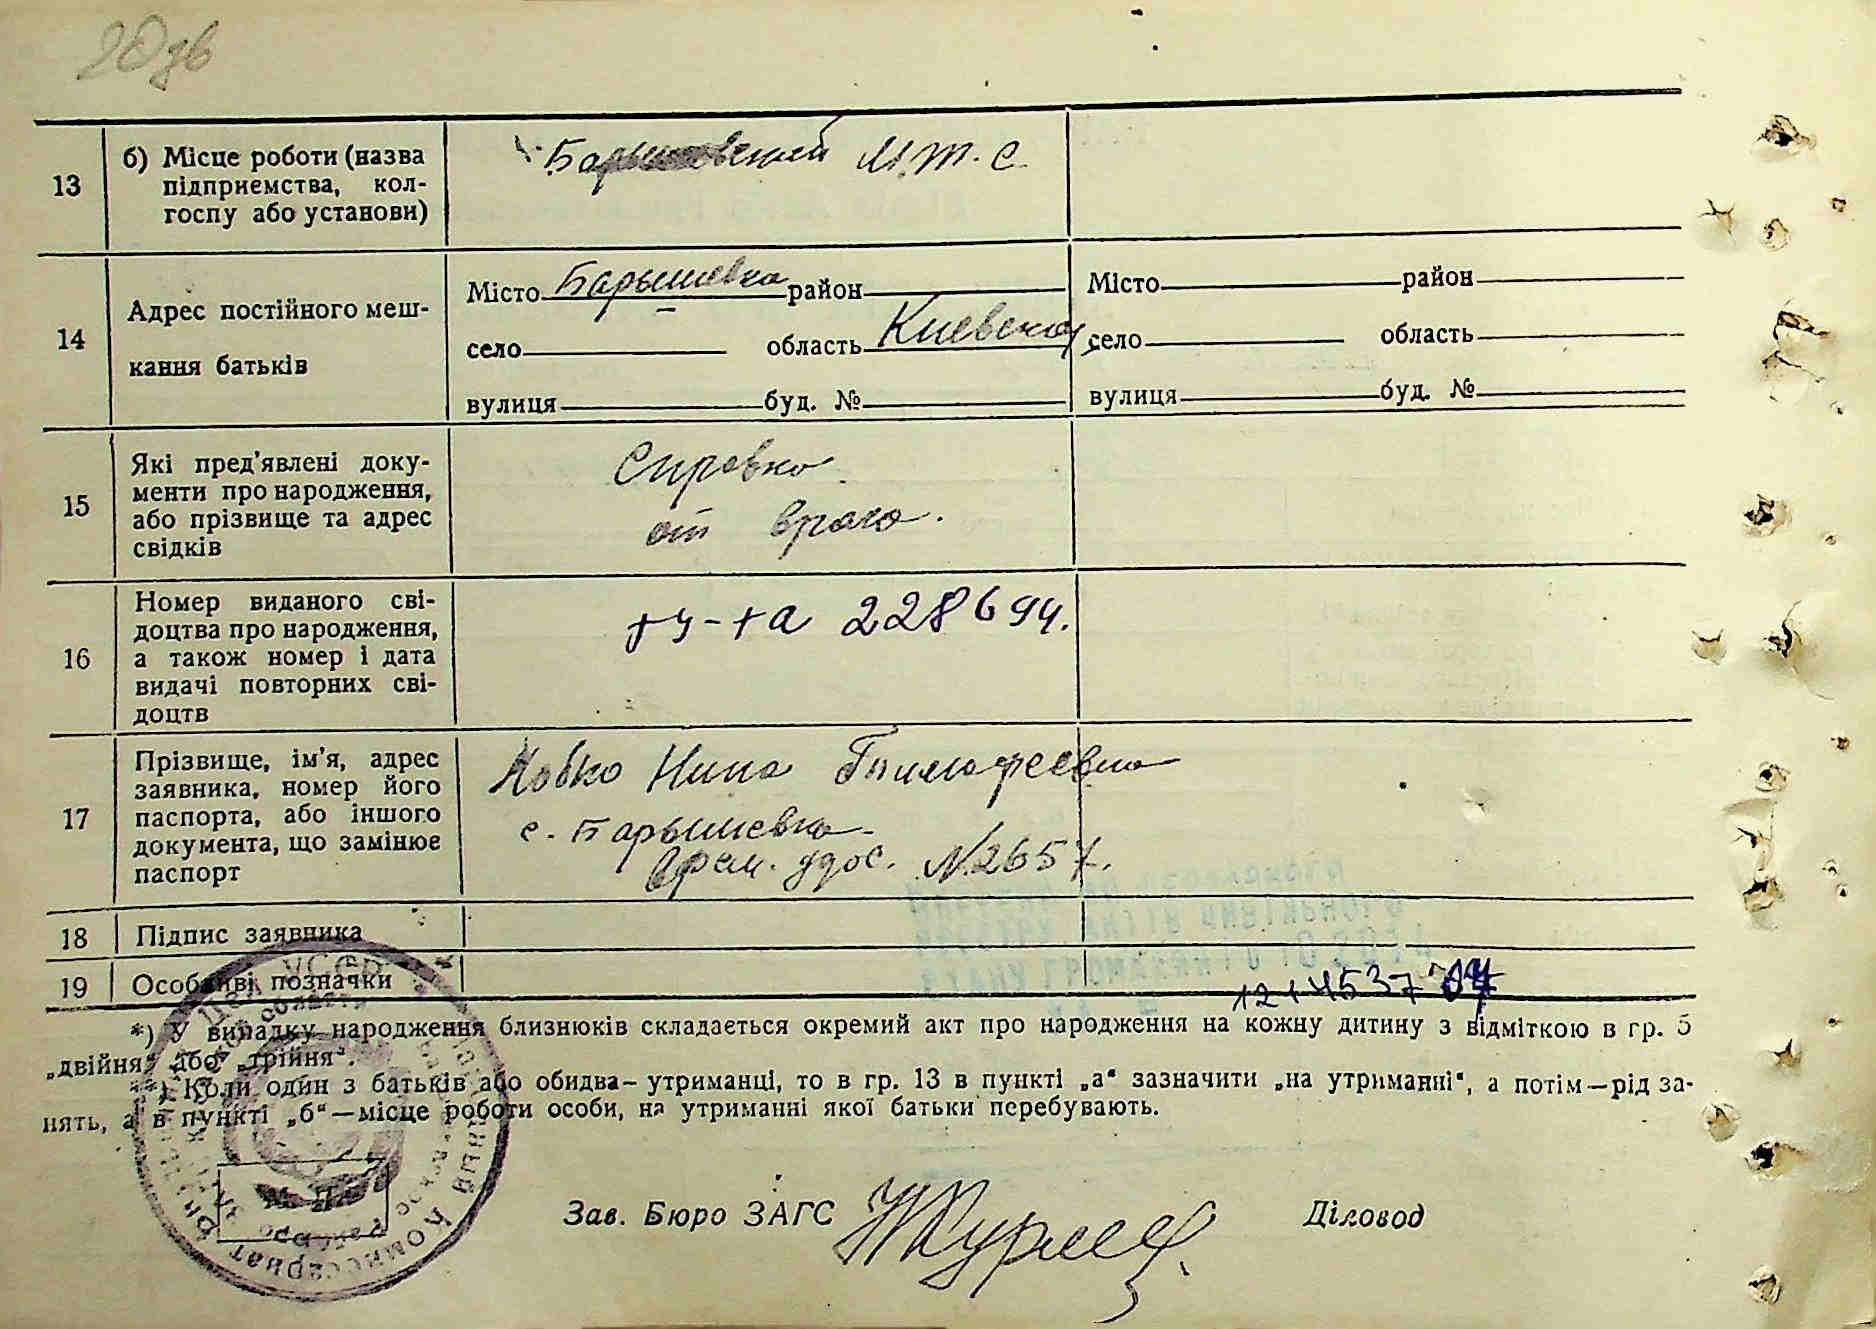 20зв
13
б) Місце роботи (назва
підприємства, кол-
госпу або установи)
Барышевский М.Т.С.
14
Адрес постійного меш-
кання батьків
Місто Барышевка район
село область Киевская
вулиця буд. №
Місто район
село область
вулиця буд. №
15
Які пред'явлені доку-
менти про народження,
або прізвище та адрес
свідків
Справка
от врача.
16
Номер виданого сві-
доцтва про народження,
а також номер і дата
видачі повторних сві-
доцтв
228694.
17
Прізвище, ім'я, адрес
заявника, номер його
паспорта, або іншого
документа, що замінює
паспорт
Нина Тимофеевна
с. Барышевка
Врем. удос. №2657.
18 Підпис заявника
19 Особливі позначки
*) У випадку народження близнюків складається окремий акт про народження на кожну дитину з відміткою в гр. 5
„двійня" або „трійня".
**) Коли один з батьків або обидва – утриманці, то в гр. 13 в пункті „а" зазначити „на утриманні", а потім — рід за-
нять, а в пункті „б" — місце роботи особи, на утриманні якої батьки перебувають.
М. П.
Зав. Бюро ЗАГС
Діловод